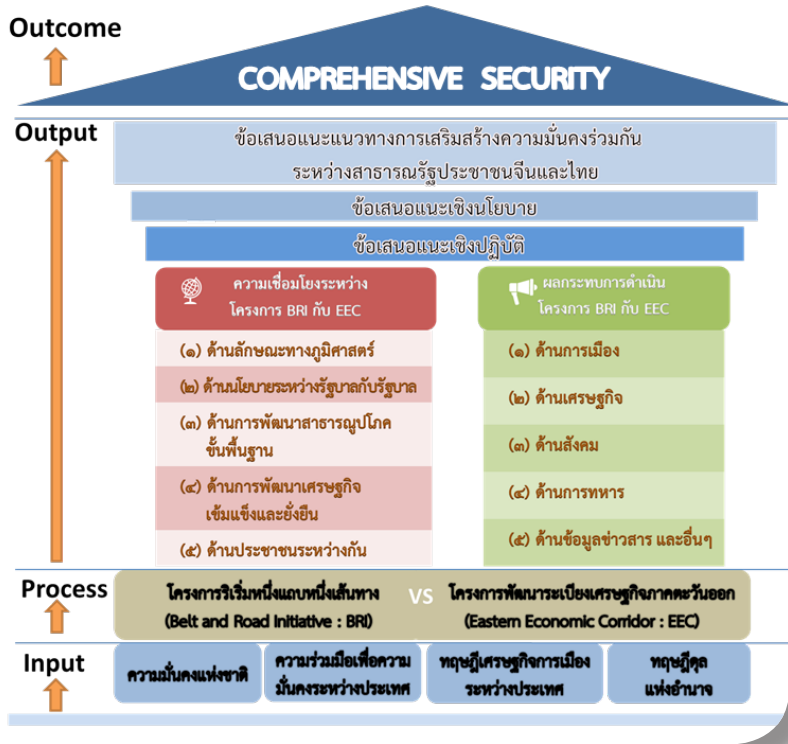 Outcome
COMPREHENSIVE SECURITY
Output
ข้อเสนอแนะแนวทางการเสริมสร้างความมั่นคงร่วมกัน
ระหว่างสาธารณรัฐประชาชนจีนและไทย
ข้อเสนอแนะเชิงนโยบาย
ข้อเสนอแนะเชิงปฏิบัติ
ความเชื่อมโยงระหว่าง
โครงการ BRI กับ EEC
(๑) ด้านลักษณะทางภูมิศาสตร์
(๒) ด้านนโยบายระหว่างรัฐบาลกับรัฐบาล
(๓) ด้านการพัฒนาสาธารณูปโภค
ขั้นพื้นฐาน
(๔) ด้านการพัฒนาเศรษฐกิจ
เข้มแข็งและยั่งยืน
(๕) ด้านประชาชนระหว่างกัน
ผลกระทบการดำเนิน
โครงการ BRI กับ EEC
(๑) ด้านการเมือง
(๒) ด้านเศรษฐกิจ
(๓) ด้านสังคม
(๔) ด้านการทหาร
(๕) ด้านข้อมูลข่าวสาร และอื่นๆ
Process
โครงการริเริ่มหนึ่งแถบหนึ่งเส้นทาง
(Belt and Road Initiative : BRI)
VS
โครงการพัฒนาระเบียงเศรษฐกิจภาคตะวันออก
(Eastern Economic Corridor : EEC)
Input
ความมั่นคงแห่งชาติ
ความร่วมมือเพื่อความ
มั่นคงระหว่างประเทศ
ทฤษฎีเศรษฐกิจการเมือง
ระหว่างประเทศ
ทฤษฎีดุล
แห่งอำนาจ